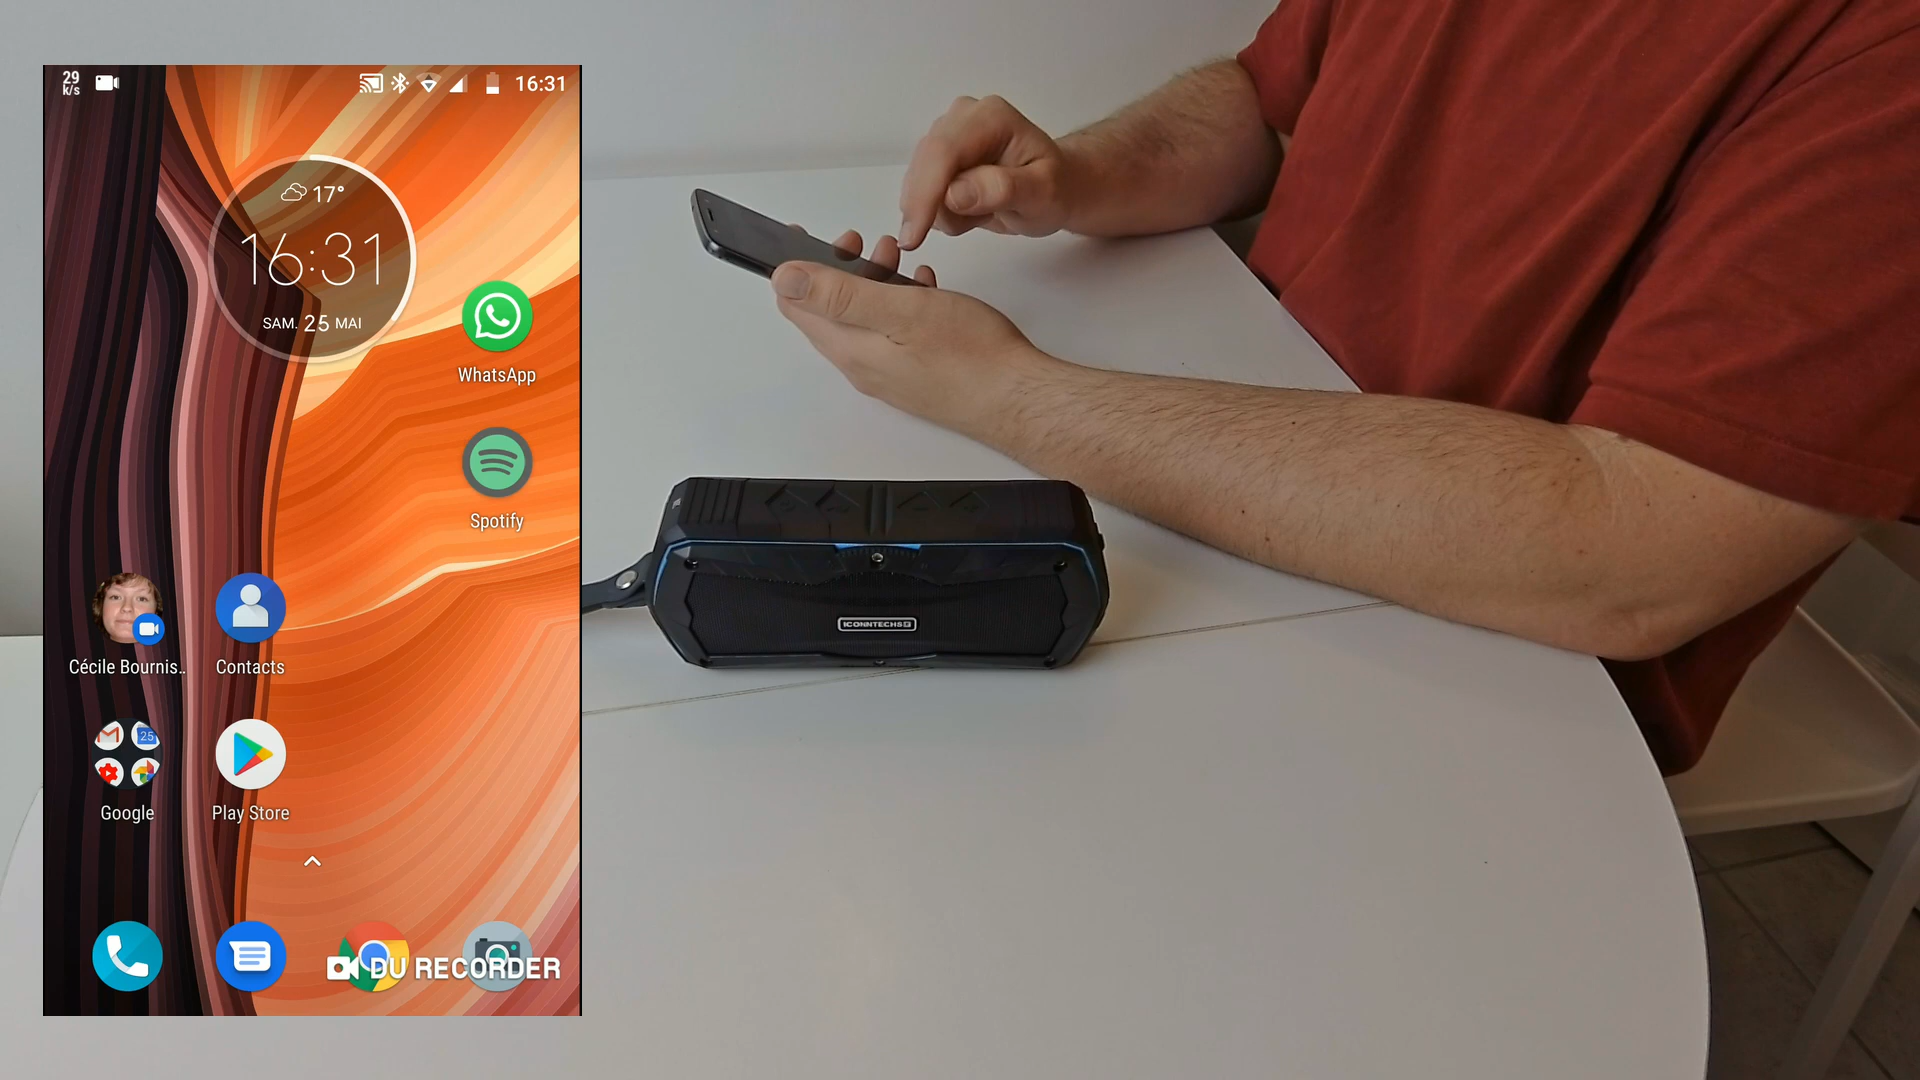 29
k/s
16:31
17°
16:31
SAM. 25 MAI
WhatsApp
Spotify
Cécile Bournis..
Contacts
25
Google
Play Store
DU RECORDER
ICONNTECHS